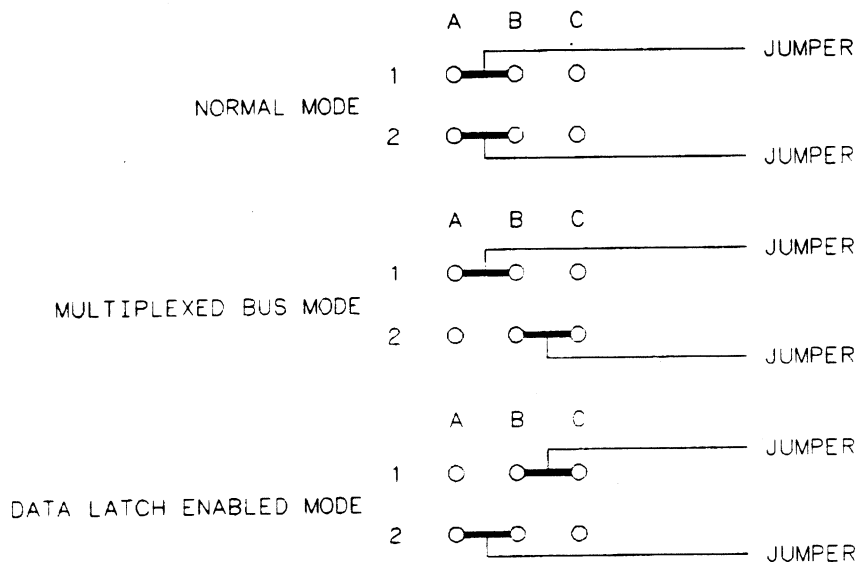 A B C
JUMPER
1
NORMAL MODE
2
JUMPER
A B C
JUMPER
1
MULTIPLEXED BUS MODE
2
JUMPER
A B C
JUMPER
1
DATA LATCH ENABLED MODE
2
JUMPER